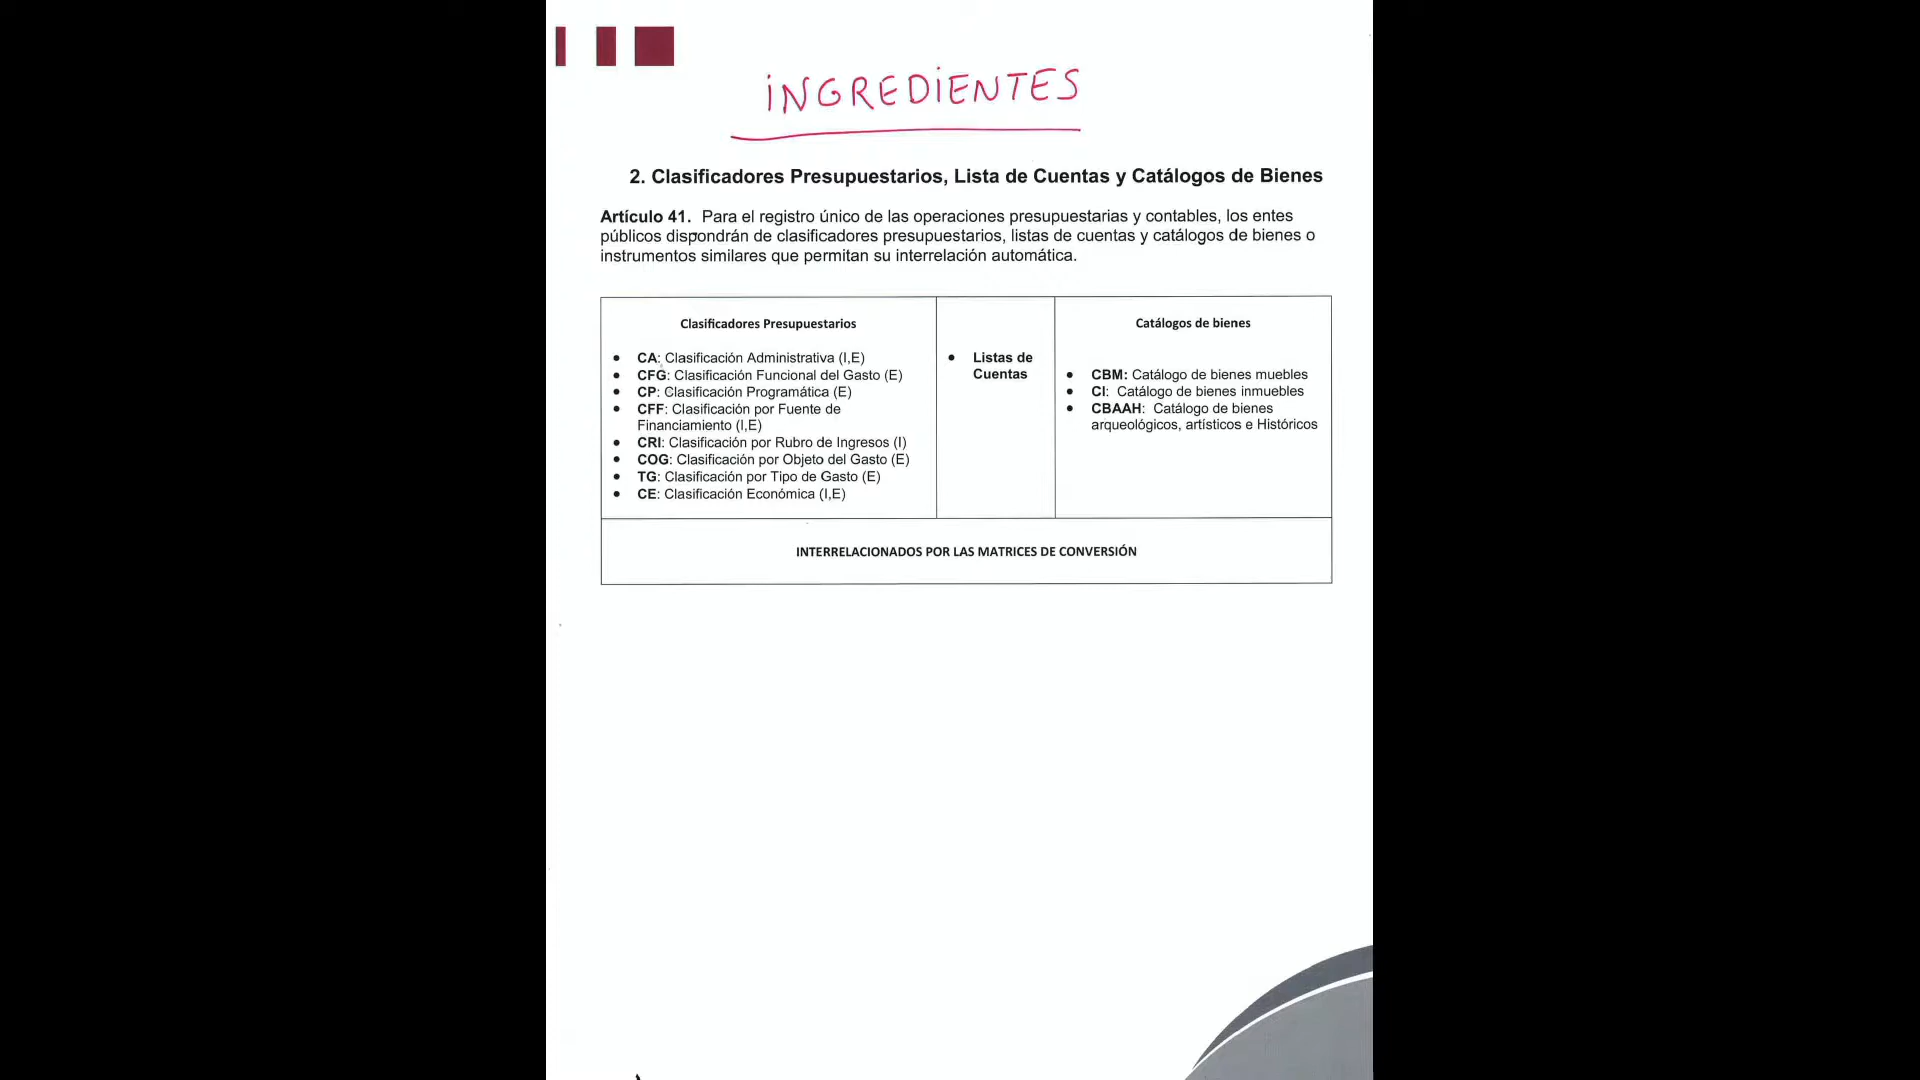 iNGREDiENTES
2. Clasificadores Presupuestarios, Lista de Cuentas y Catálogos de Bienes
Artículo 41. Para el registro único de las operaciones presupuestarias y contables, los entes
públicos dispondrán de clasificadores presupuestarios, listas de cuentas y catálogos de bienes o
instrumentos similares que permitan su interrelación automática.
Clasificadores Presupuestarios
• CA: Clasificación Administrativa (I,E)
• CFG: Clasificación Funcional del Gasto (E)
• CP: Clasificación Programática (E)
• CFF: Clasificación por Fuente de
Financiamiento (I,E)
• CRI: Clasificación por Rubro de Ingresos (I)
• COG: Clasificación por Objeto del Gasto (E)
• TG: Clasificación por Tipo de Gasto (E)
• CE: Clasificación Económica (I,E)
• Listas de
Cuentas
Catálogos de bienes
• CBM: Catálogo de bienes muebles
• CI: Catálogo de bienes inmuebles
• CBAAH: Catálogo de bienes
arqueológicos, artísticos e Históricos
INTERRELACIONADOS POR LAS MATRICES DE CONVERSIÓN